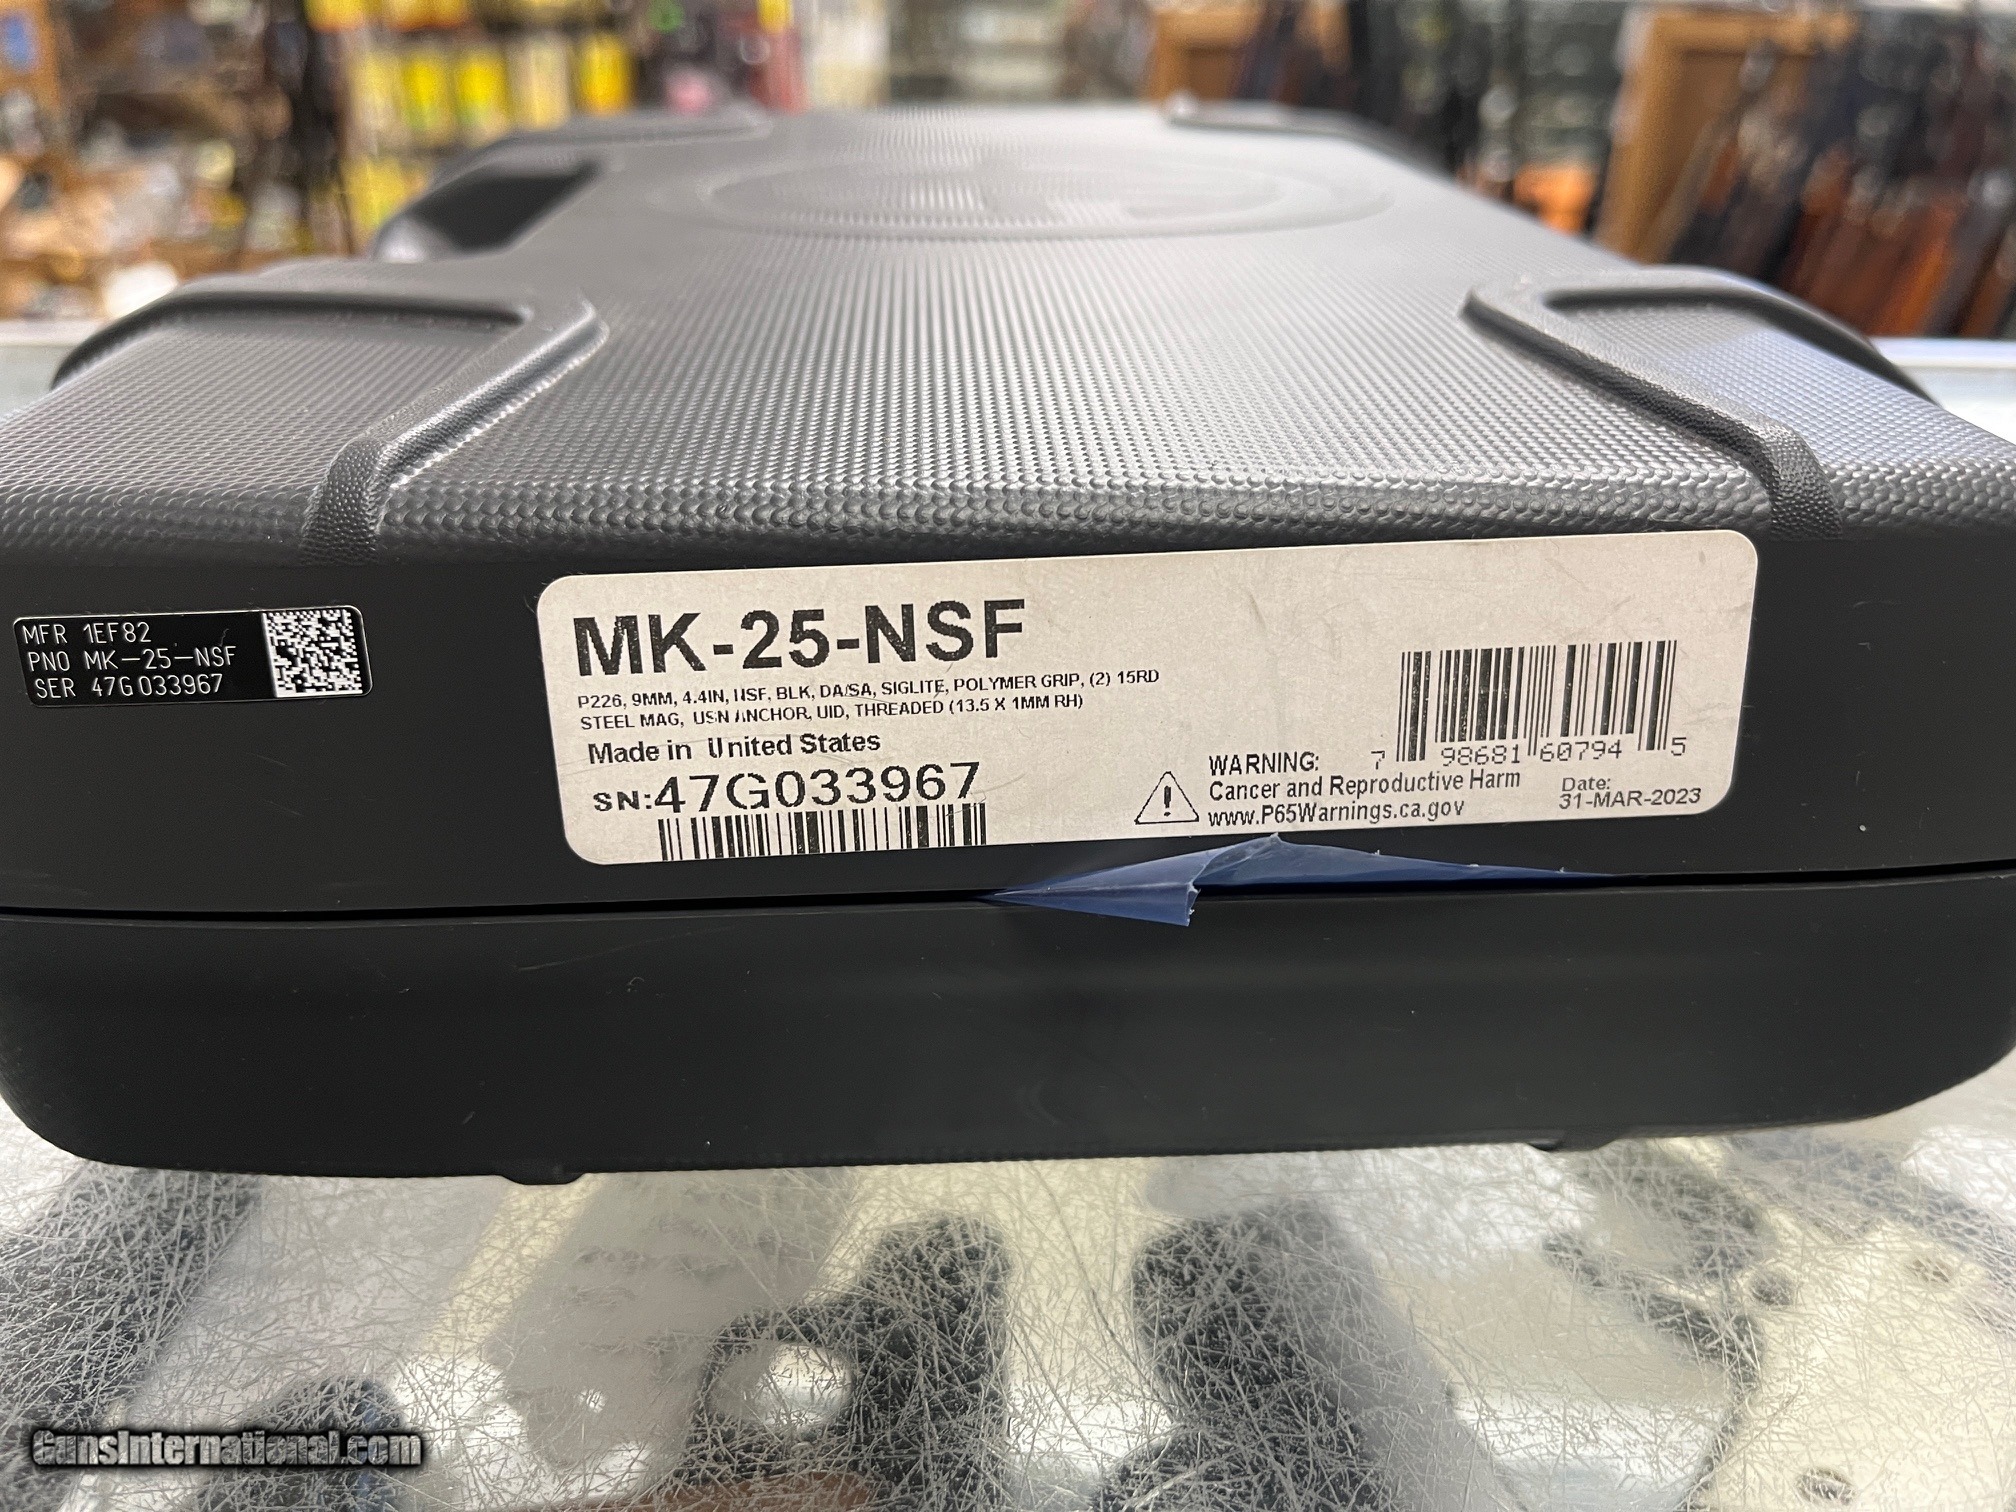 MFR 1EF82
PNO MK-25-NSF
SER 47G033967
MK-25-NSF
P226, 9MM, 4.4IN, NSF, BLK, DA/SA, SIGLITE, POLYMER GRIP, (2) 15RD
STEEL MAG, USN ANCHOR, UID, THREADED (13.5 X 1MM RH)
Made in United States
SN:47G033967
WARNING:
Cancer and Reproductive Harm
www.P65Warnings.ca.gov
7 98681 60794 5
Date:
31-MAR-2023
GunsInternational.com